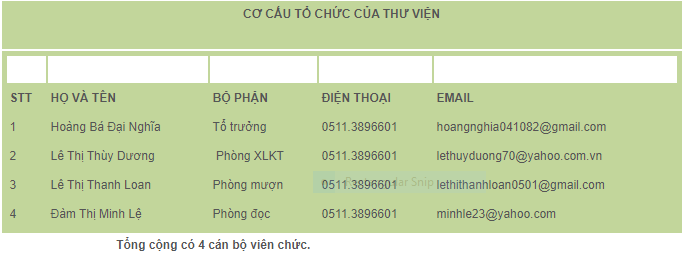 CƠ CẤU TỔ CHỨC CỦA THƯ VIỆN
STT HỌ VÀ TÊN BỘ PHẬN ĐIỆN THOẠI EMAIL
1 Hoàng Bá Đại Nghĩa Tổ trưởng 0511.3896601 hoangnghia041082@gmail.com
2 Lê Thị Thùy Dương Phòng XLKT 0511.3896601 lethuyduong70@yahoo.com.vn
3 Lê Thị Thanh Loan Phòng mượn 0511.3896601 lethithanhloan0501@gmail.com
4 Đàm Thị Minh Lệ Phòng đọc 0511.3896601 minhle23@yahoo.com
Tổng cộng có 4 cán bộ viên chức.